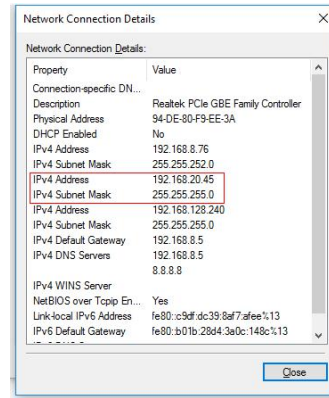 Network Connection Details
Network Connection Details:
Property Value
Connection-specific DN...
Description Realtek PCIe GBE Family Controller
Physical Address 94-DE-80-F9-EE-3A
DHCP Enabled No
IPv4 Address 192.168.8.76
IPv4 Subnet Mask 255.255.252.0
IPv4 Address 192.168.20.45
IPv4 Subnet Mask 255.255.255.0
IPv4 Address 192.168.128.240
IPv4 Subnet Mask 255.255.255.0
IPv4 Default Gateway 192.168.8.5
IPv4 DNS Servers 192.168.8.5
8.8.8.8
IPv4 WINS Server
NetBIOS over Tcpip En... Yes
Link-local IPv6 Address fe80::c9df:dc39:8af7:afee%13
IPv6 Default Gateway fe80::b01b:28d4:3a0c:148c%13
Close